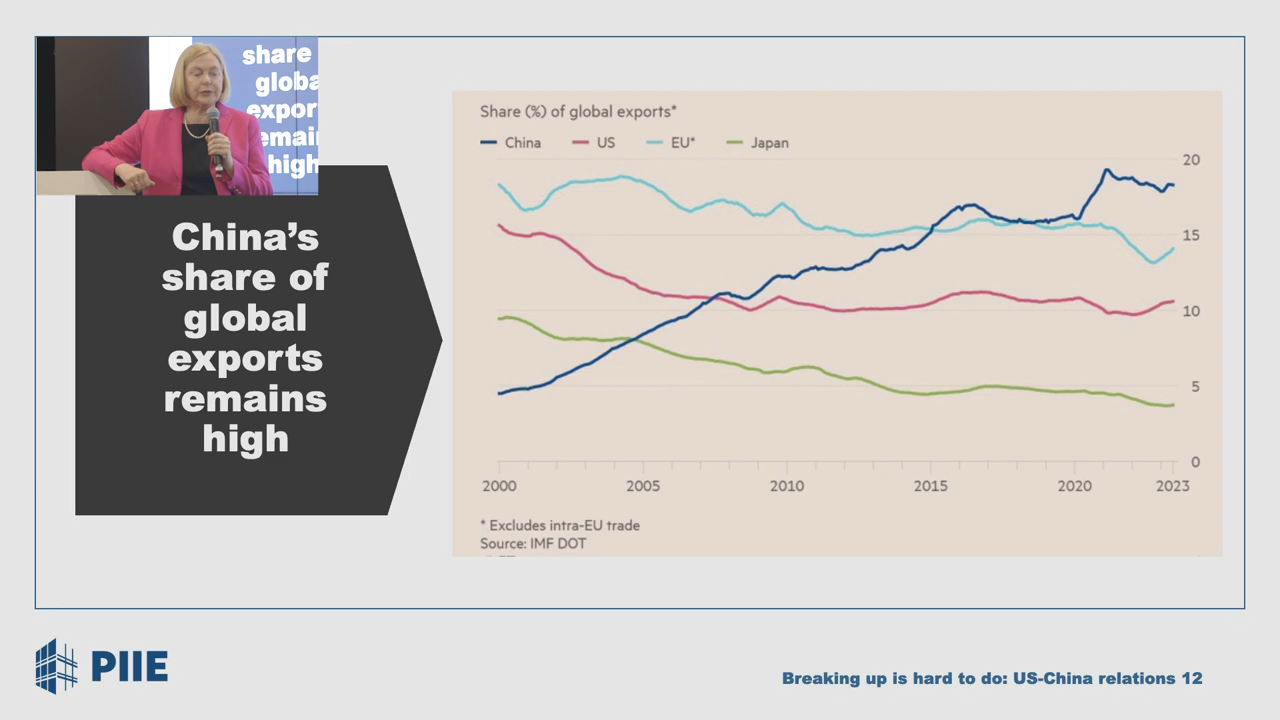 share
globa
expor
emai
high
China’s
share of
global
exports
remains
high
Share (%) of global exports*
China US EU* Japan
20
15
10
5
0
2000 2005 2010 2015 2020 2023
* Excludes intra-EU trade
Source: IMF DOT
PIIE
Breaking up is hard to do: US-China relations 12